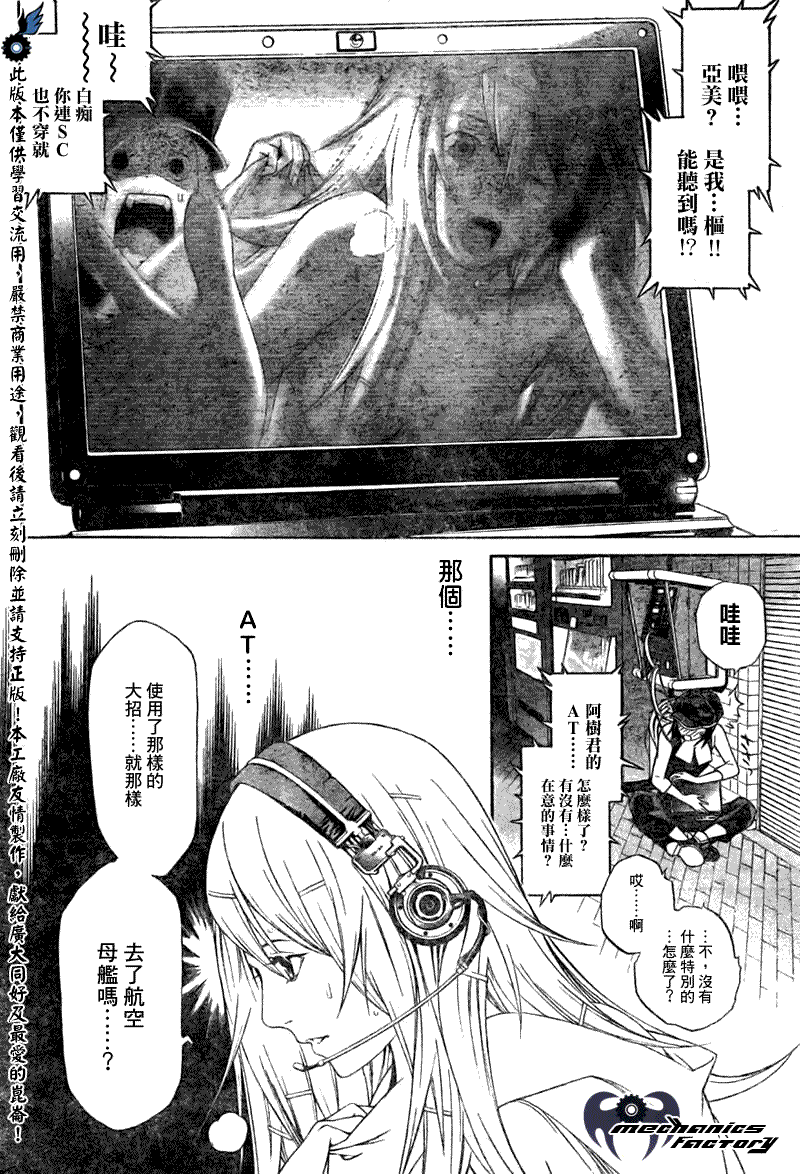 喂喂…
亞美?
是我…樞!!
能聽到嗎!?
哇~
白痴
你連SC
也不穿就
哇哇
阿樹君的
AT……
怎麼樣了?
有沒有…什麼
在意的事情?
…不,沒有
什麼特別的
…怎麼了?
哎……啊
那個……
AT……
使用了那樣的
大招……就那樣
去了航空
母艦嗎……?
此版本僅供學習交流用,嚴禁商業用途,觀看後請立刻刪除並請支持正版!本工廠友情製作,獻給廣大同好及最愛的崑崙!
Mechanics
Factory